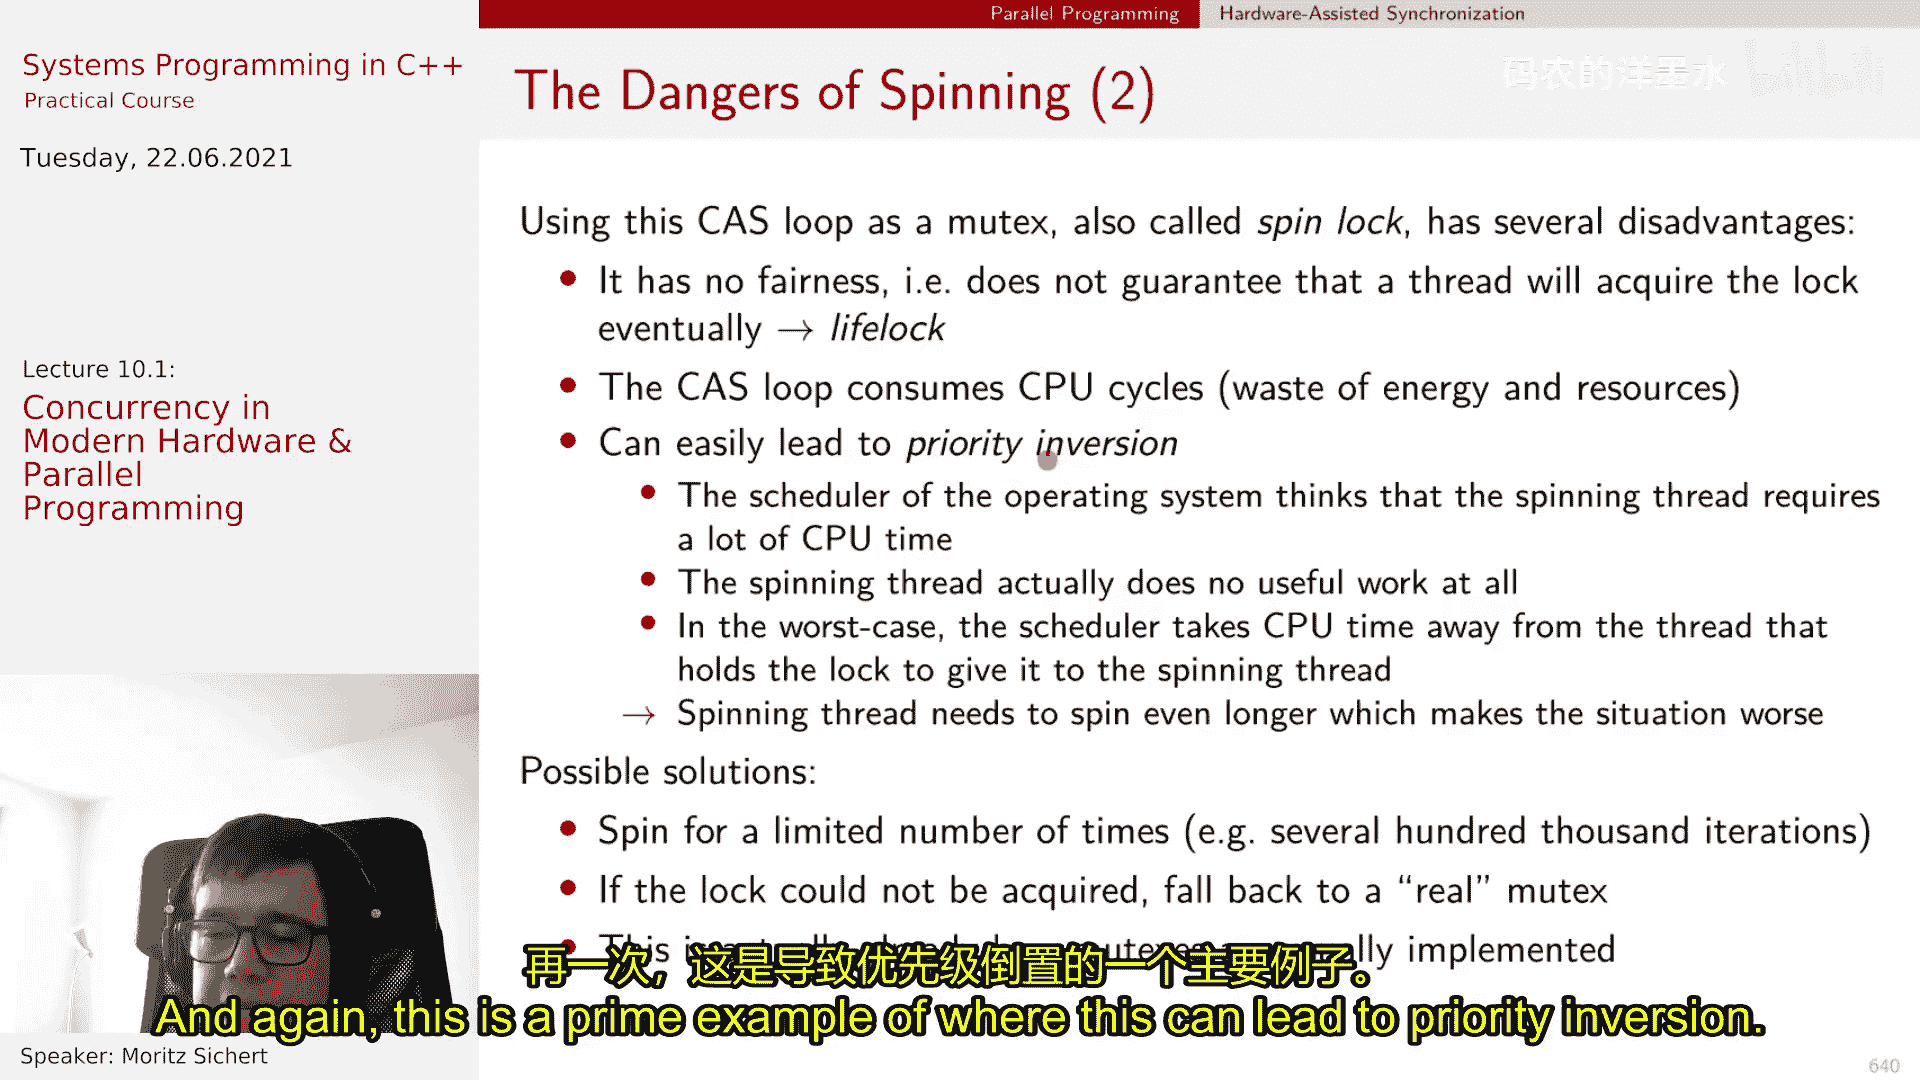 Parallel Programming
Hardware-Assisted Synchronization
Systems Programming in C++
Practical Course
Tuesday, 22.06.2021
Lecture 10.1:
Concurrency in
Modern Hardware &
Parallel
Programming
Speaker: Moritz Sichert
The Dangers of Spinning (2)
码农的洋墨水
Using this CAS loop as a mutex, also called spin lock, has several disadvantages:
• It has no fairness, i.e. does not guarantee that a thread will acquire the lock
eventually → lifelock
• The CAS loop consumes CPU cycles (waste of energy and resources)
• Can easily lead to priority inversion
• The scheduler of the operating system thinks that the spinning thread requires
a lot of CPU time
• The spinning thread actually does no useful work at all
• In the worst-case, the scheduler takes CPU time away from the thread that
holds the lock to give it to the spinning thread
→ Spinning thread needs to spin even longer which makes the situation worse
Possible solutions:
• Spin for a limited number of times (e.g. several hundred thousand iterations)
• If the lock could not be acquired, fall back to a “real” mutex
• This implemented
再一次，这是导致优先级倒置的一个主要例子。
And again, this is a prime example of where this can lead to priority inversion.
640